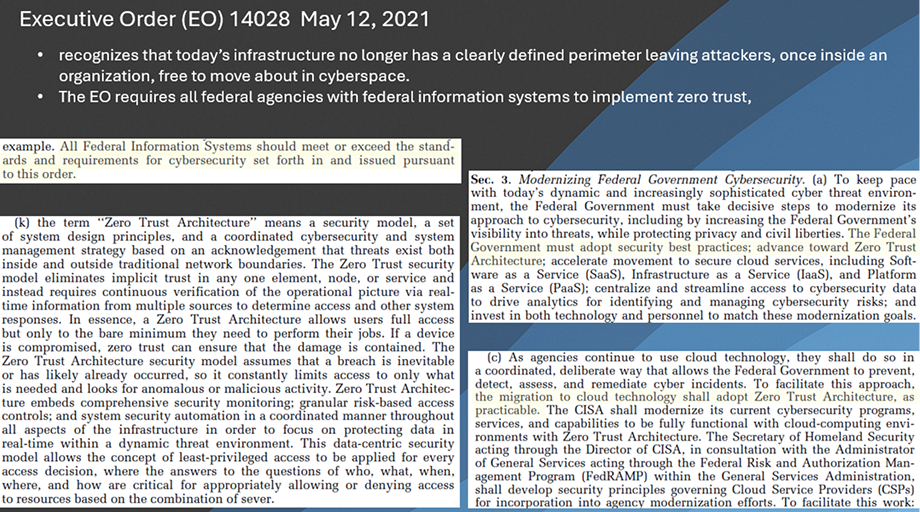 Executive Order (EO) 14028  May 12, 2021
• recognizes that today's infrastructure no longer has a clearly defined perimeter leaving attackers, once inside an
organization, free to move about in cyberspace.
• The EO requires all federal agencies with federal information systems to implement zero trust,
example. All Federal Information Systems should meet or exceed the stand-
ards and requirements for cybersecurity set forth in and issued pursuant
to this order.
(k) the term "Zero Trust Architecture" means a security model, a set
of system design principles, and a coordinated cybersecurity and system
management strategy based on an acknowledgement that threats exist both
inside and outside traditional network boundaries. The Zero Trust security
model eliminates implicit trust in any one element, node, or service and
instead requires continuous verification of the operational picture via real-
time information from multiple sources to determine access and other system
responses. In essence, a Zero Trust Architecture allows users full access
but only to the bare minimum they need to perform their jobs. If a device
is compromised, zero trust can ensure that the damage is contained. The
Zero Trust Architecture security model assumes that a breach is inevitable
or has likely already occurred, so it constantly limits access to only what
is needed and looks for anomalous or malicious activity. Zero Trust Architec-
ture embeds comprehensive security monitoring; granular risk-based access
controls; and system security automation in a coordinated manner throughout
all aspects of the infrastructure in order to focus on protecting data in
real-time within a dynamic threat environment. This data-centric security
model allows the concept of least-privileged access to be applied for every
access decision, where the answers to the questions of who, what, when,
where, and how are critical for appropriately allowing or denying access
to resources based on the combination of sever.
Sec. 3. Modernizing Federal Government Cybersecurity. (a) To keep pace
with today's dynamic and increasingly sophisticated cyber threat environ-
ment, the Federal Government must take decisive steps to modernize its
approach to cybersecurity, including by increasing the Federal Government's
visibility into threats, while protecting privacy and civil liberties. The Federal
Government must adopt security best practices; advance toward Zero Trust
Architecture; accelerate movement to secure cloud services, including Soft-
ware as a Service (SaaS), Infrastructure as a Service (IaaS), and Platform
as a Service (PaaS); centralize and streamline access to cybersecurity data
to drive analytics for identifying and managing cybersecurity risks; and
invest in both technology and personnel to match these modernization goals.
(c) As agencies continue to use cloud technology, they shall do so in
a coordinated, deliberate way that allows the Federal Government to prevent,
detect, assess, and remediate cyber incidents. To facilitate this approach,
the migration to cloud technology shall adopt Zero Trust Architecture, as
practicable. The CISA shall modernize its current cybersecurity programs,
services, and capabilities to be fully functional with cloud-computing envi-
ronments with Zero Trust Architecture. The Secretary of Homeland Security
acting through the Director of CISA, in consultation with the Administrator
of General Services acting through the Federal Risk and Authorization Man-
agement Program (FedRAMP) within the General Services Administration,
shall develop security principles governing Cloud Service Providers (CSPs)
for incorporation into agency modernization efforts. To facilitate this work: